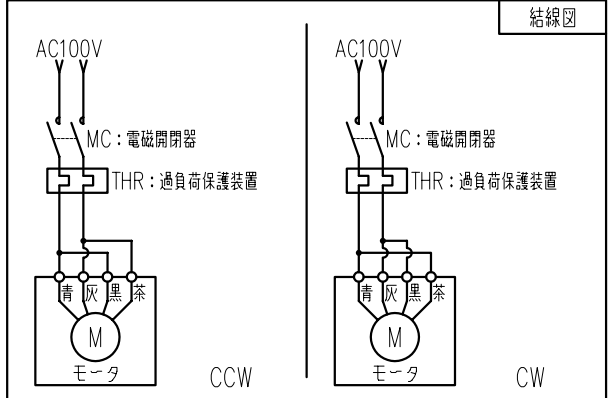 結線図
AC100V
MC：電磁開閉器
THR：過負荷保護装置
青 灰 黒 茶
M
モータ
CCW
AC100V
MC：電磁開閉器
THR：過負荷保護装置
青 灰 黒 茶
M
モータ
CW